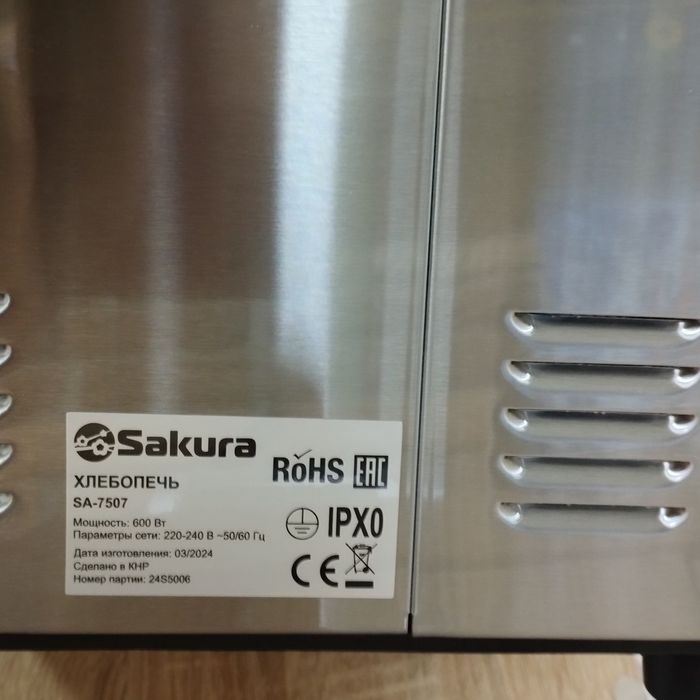 Sakura
RoHS EAC
ХЛЕБОПЕЧЬ
SA-7507
Мощность: 600 Вт
Параметры сети: 220-240 В ~50/60 Гц
IPX0
Дата изготовления: 03/2024
Сделано в КНР
Номер партии: 24S5006
CE